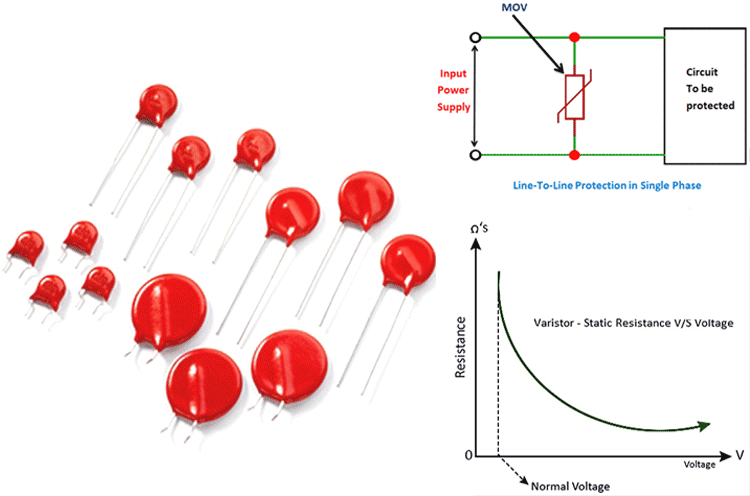 MOV
Input
Power
Supply
Circuit
To be
protected
Line-To-Line Protection in Single Phase
Ω's
Varistor - Static Resistance V/S Voltage
Resistance
0
Voltage
V
Normal Voltage